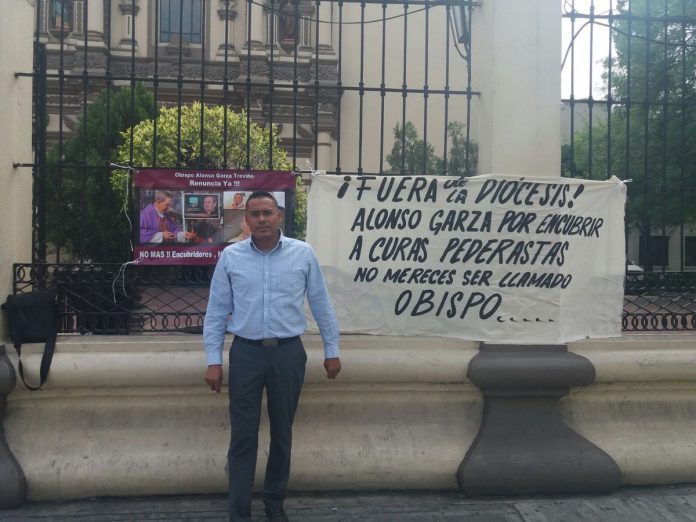 Obispo Alonso Garza Treviño
Renuncia Ya !!!
NO MAS !! Encubridores ,
¡FUERA DE LA DIÓCESIS!
ALONSO GARZA POR ENCUBRIR
A CURAS PEDERASTAS
NO MERECES SER LLAMADO
OBISPO.....